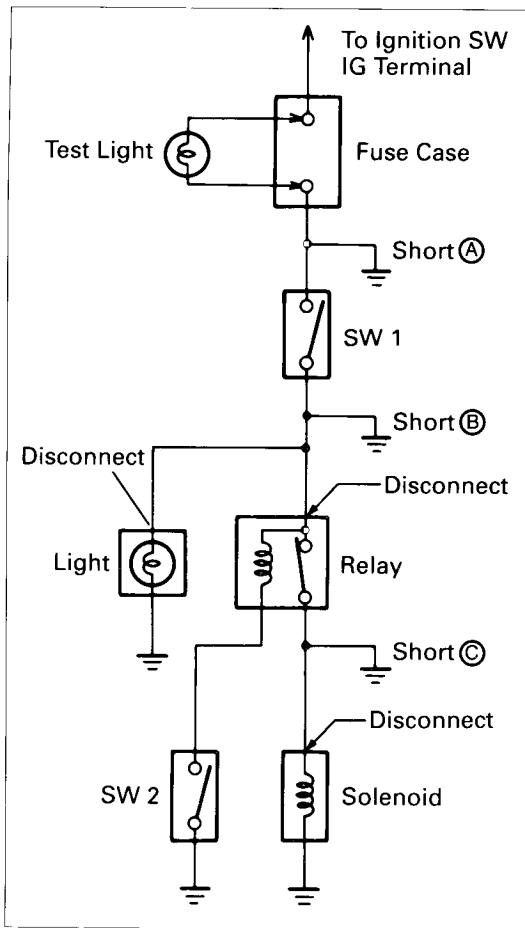 To Ignition SW
IG Terminal
Test Light
Fuse Case
Short Ⓐ
SW 1
Short Ⓑ
Disconnect
Disconnect
Light
Relay
Short Ⓒ
Disconnect
SW 2
Solenoid